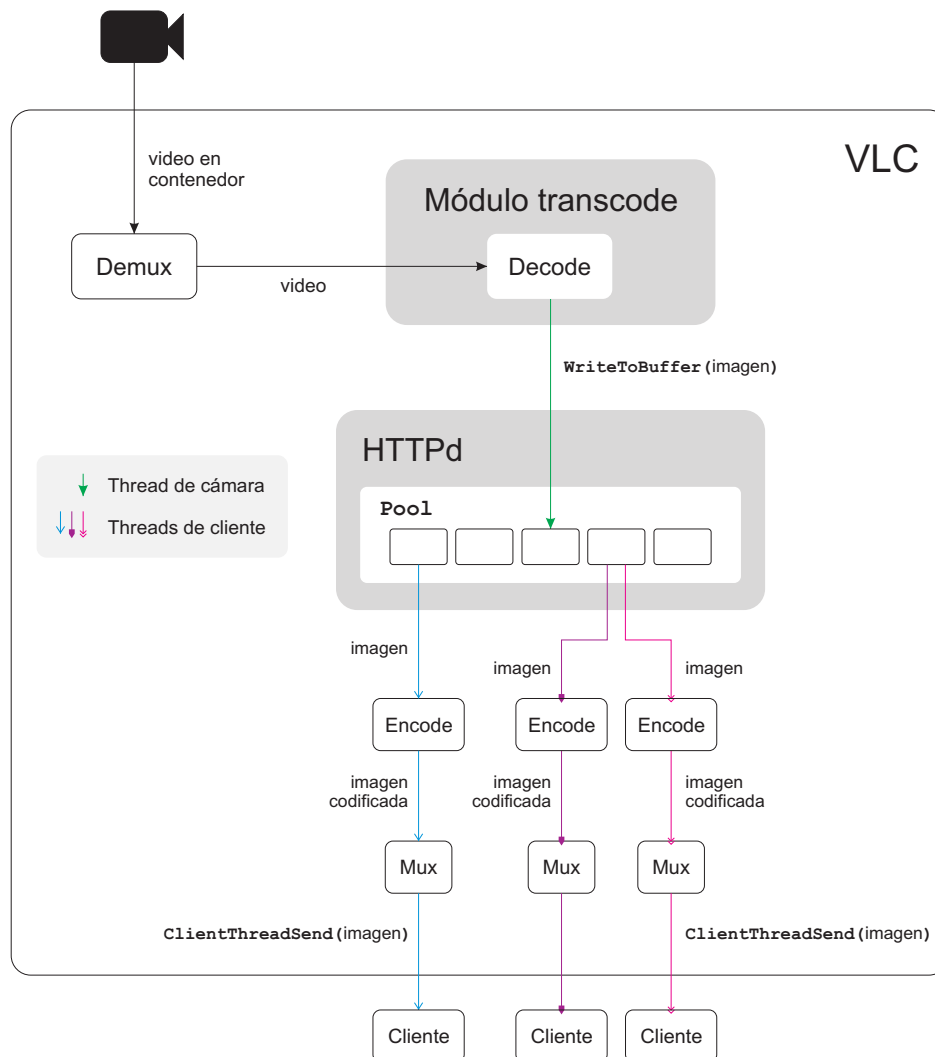 VLC
video en
contenedor
Módulo transcode
Demux
video
Decode
WriteToBuffer(imagen)
HTTPd
Thread de cámara
Threads de cliente
Pool
imagen
imagen
imagen
Encode
Encode
Encode
imagen
codificada
imagen
codificada
imagen
codificada
Mux
Mux
Mux
ClientThreadSend(imagen)
ClientThreadSend(imagen)
Cliente
Cliente
Cliente